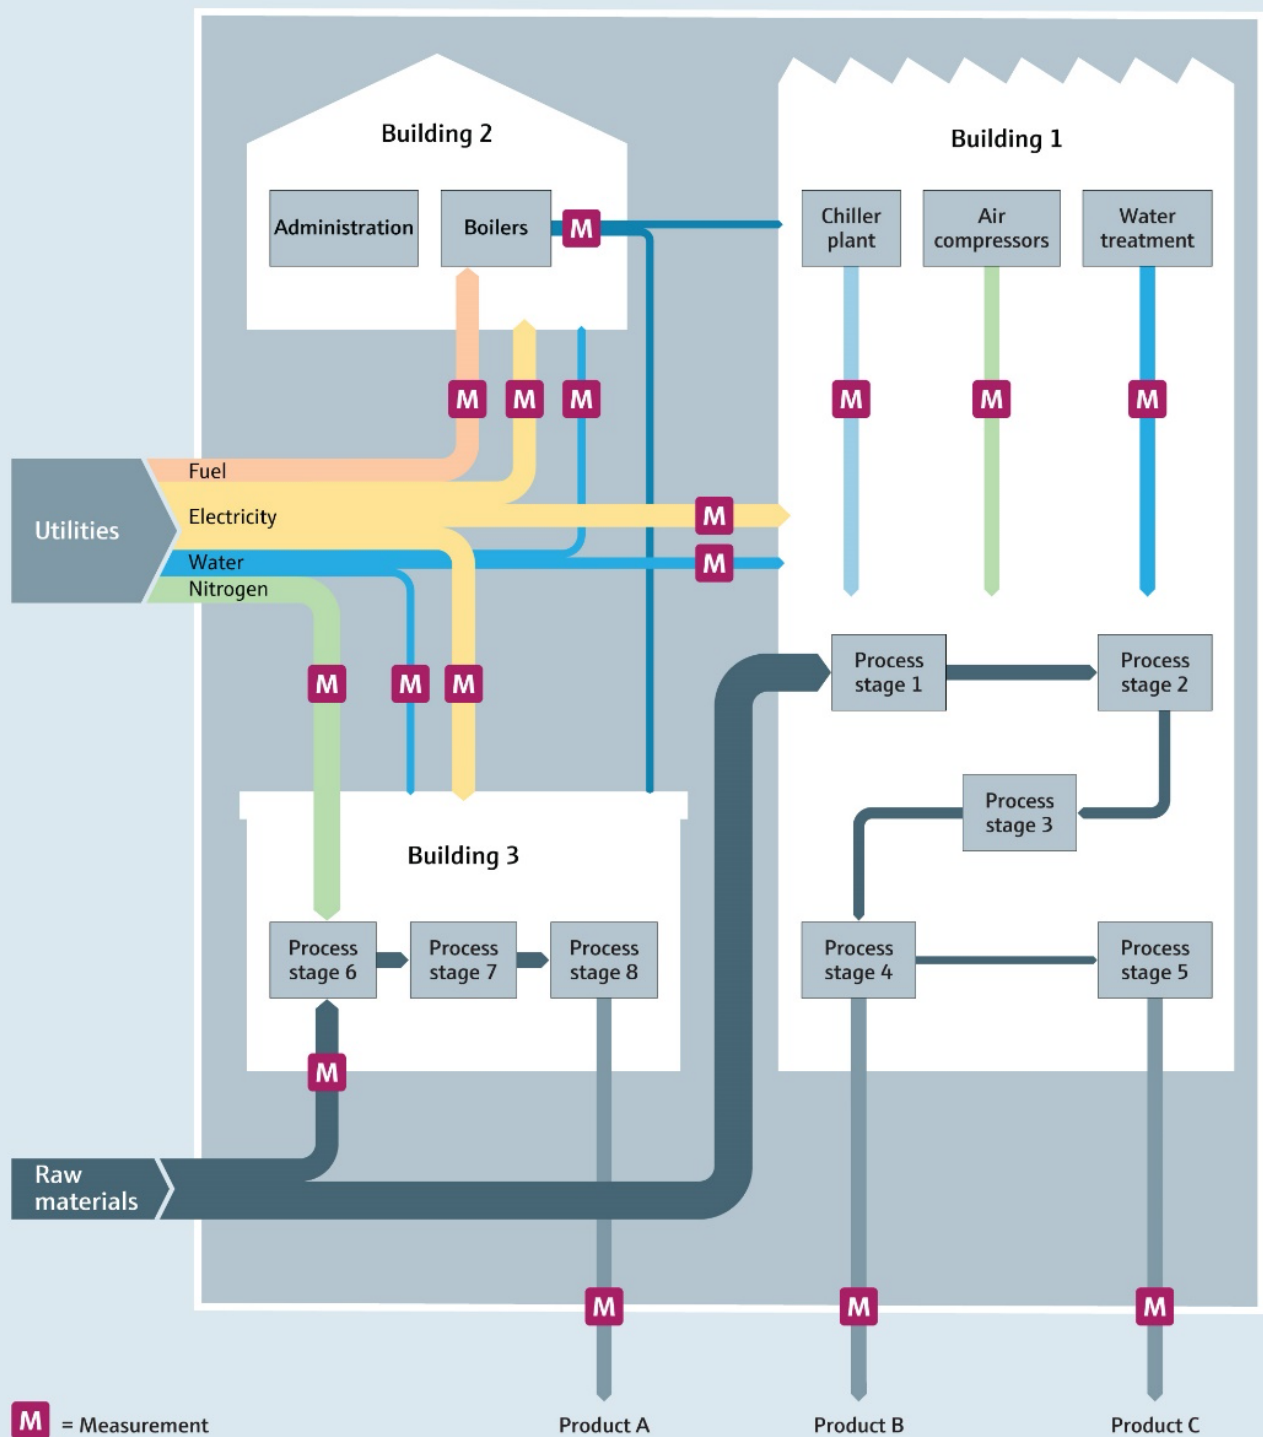 Building 2
Building 1
Administration
Boilers
M
Chiller
plant
Air
compressors
Water
treatment
M
M
M
M
M
M
Utilities
Fuel
Electricity
Water
Nitrogen
M
M
M
M
M
Process
stage 1
Process
stage 2
Process
stage 3
Building 3
Process
stage 6
Process
stage 7
Process
stage 8
Process
stage 4
Process
stage 5
M
Raw
materials
M
M
M
M = Measurement
Product A
Product B
Product C